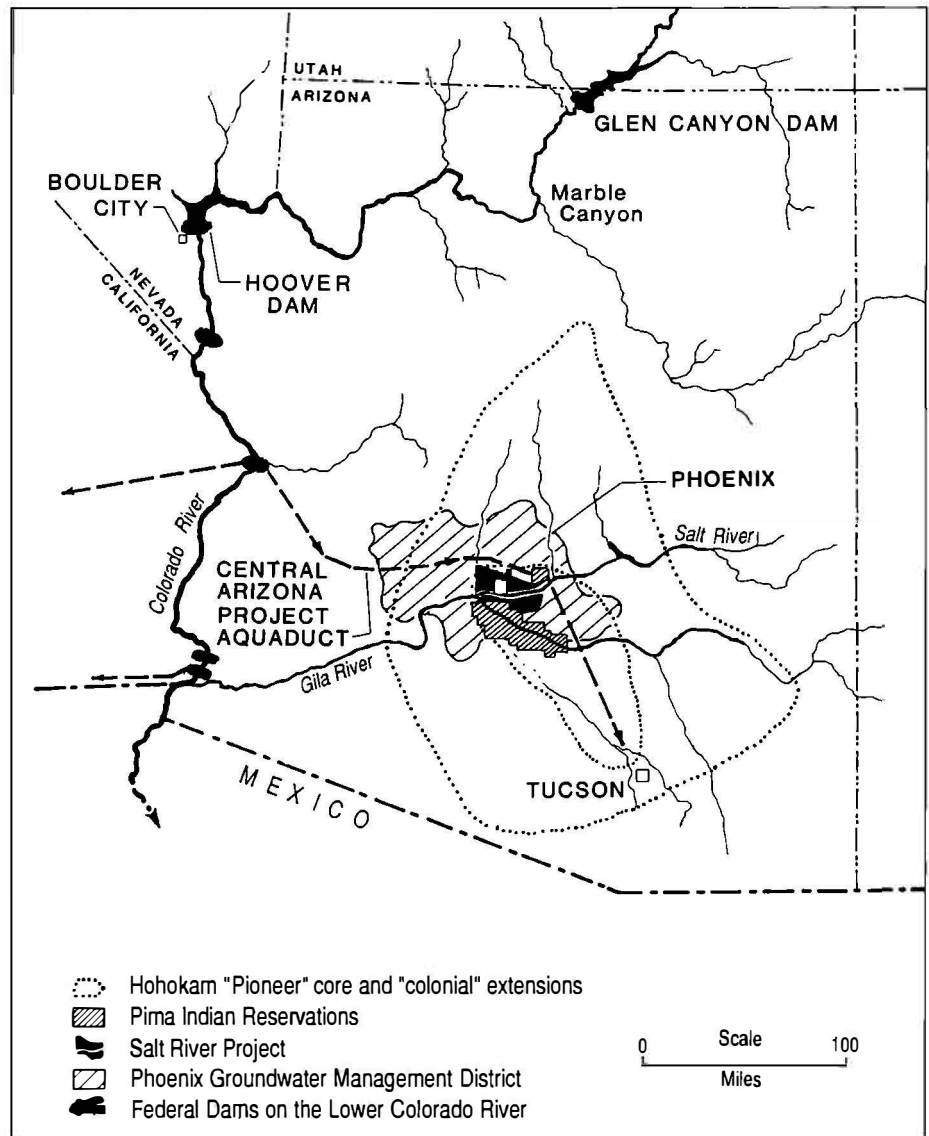 UTAH
ARIZONA
GLEN CANYON DAM
BOULDER
CITY
Marble
Canyon
HOOVER
DAM
NEVADA
CALIFORNIA
PHOENIX
Salt River
Colorado River
CENTRAL
ARIZONA
PROJECT
AQUADUCT
Gila River
MEXICO
TUCSON
Hohokam "Pioneer" core and "colonial" extensions
Pima Indian Reservations
Salt River Project
Phoenix Groundwater Management District
Federal Dams on the Lower Colorado River
0 Scale 100
Miles